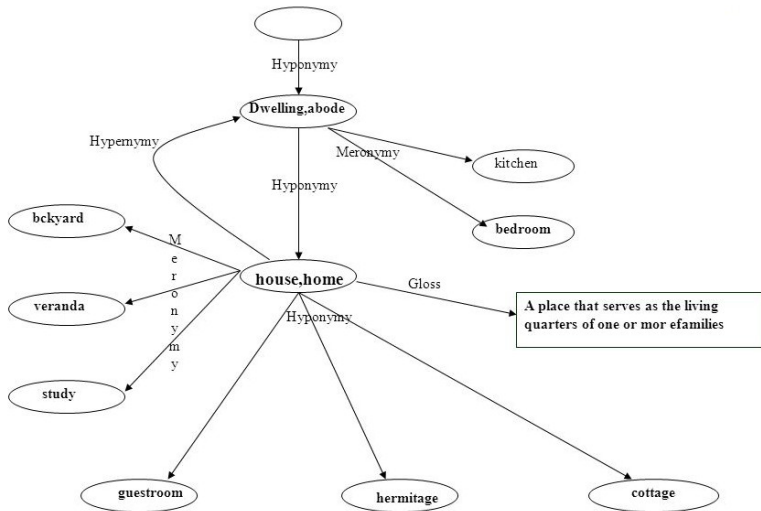 Hyponymy
Dwelling,abode
Hypernymy
Meronymy
kitchen
Hyponymy
bckyard
bedroom
Meronymy
house,home
Gloss
veranda
A place that serves as the living
quarters of one or mor efamilies
Hyponymy
study
guestroom
hermitage
cottage